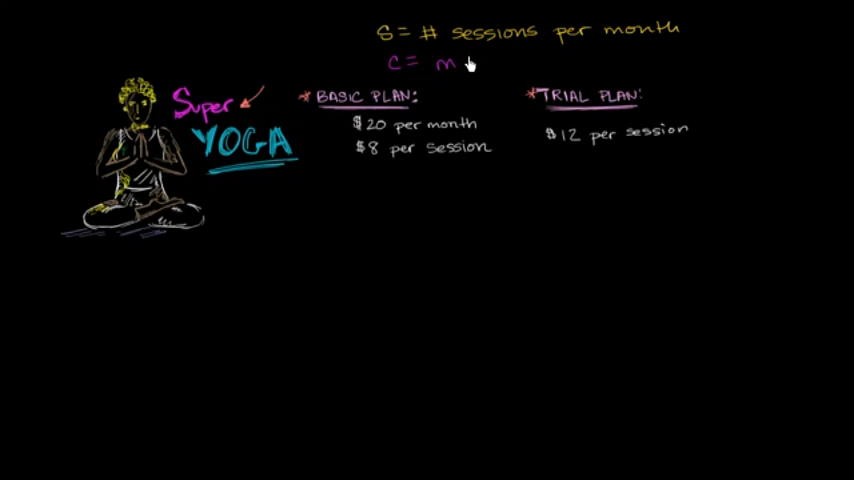 S = # sessions per month
C = m
Super
YOGA
* BASIC PLAN:
$20 per month
$8 per session
* TRIAL PLAN:
$12 per session